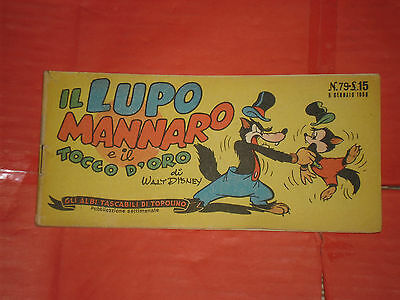 IL LUPO
MANNARO
e il
TOCCO D'ORO
di
WALT DISNEY
N. 79 - L. 15
GLI ALBI TASCABILI DI TOPOLINO
Pubblicazione settimanale